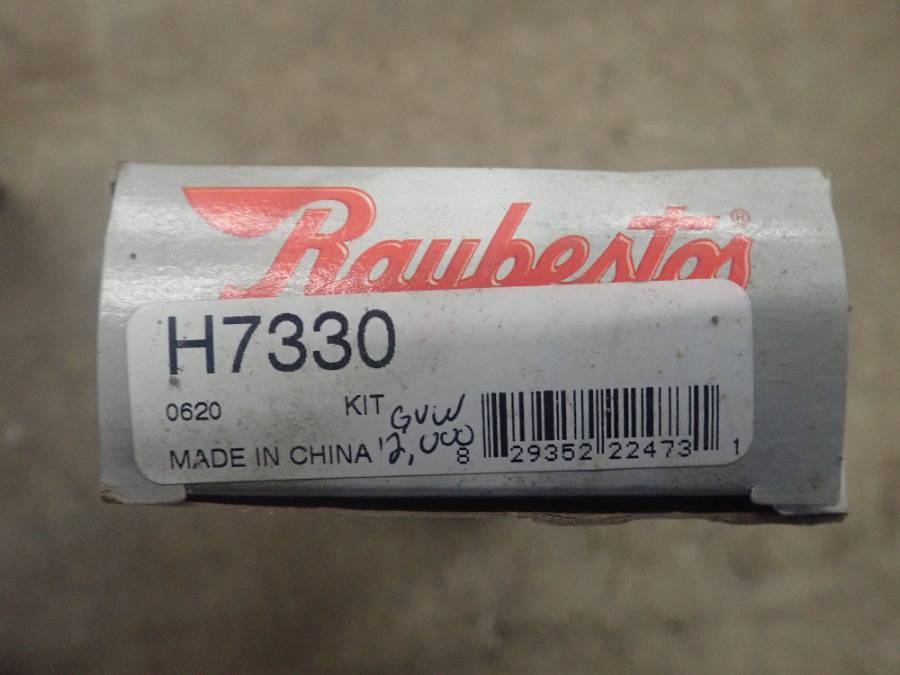 Raybestos®
H7330
0620 KIT GVW
MADE IN CHINA 12,000
8 29352 22473 1